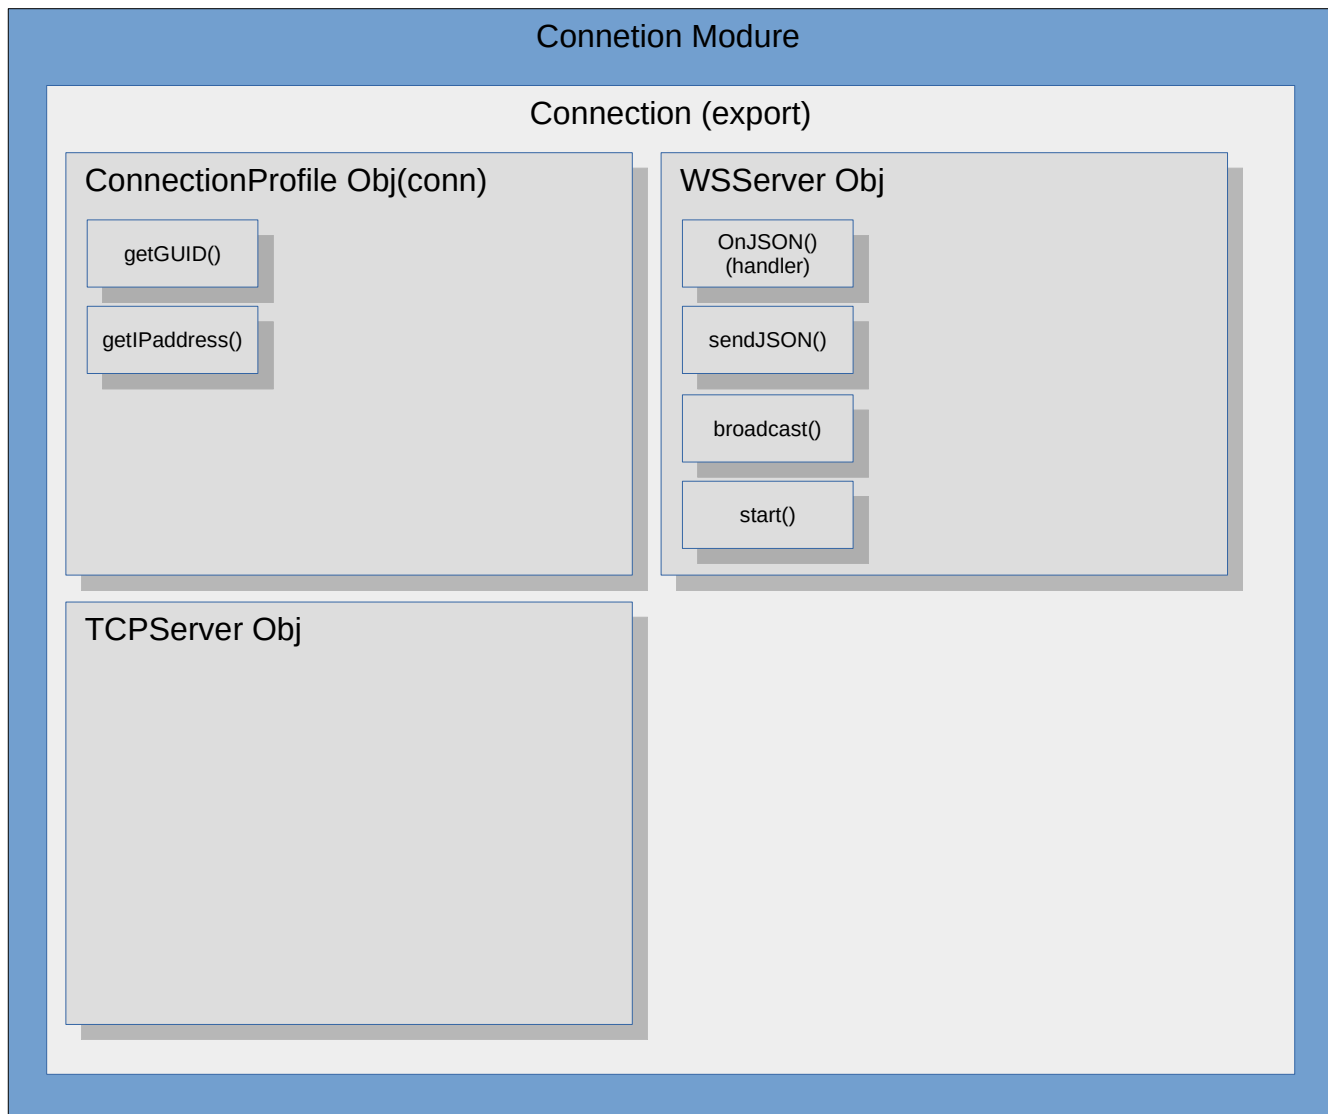 Connetion Modure
Connection (export)
ConnectionProfile Obj(conn)
getGUID()
getIPaddress()
WSServer Obj
OnJSON()
(handler)
sendJSON()
broadcast()
start()
TCPServer Obj